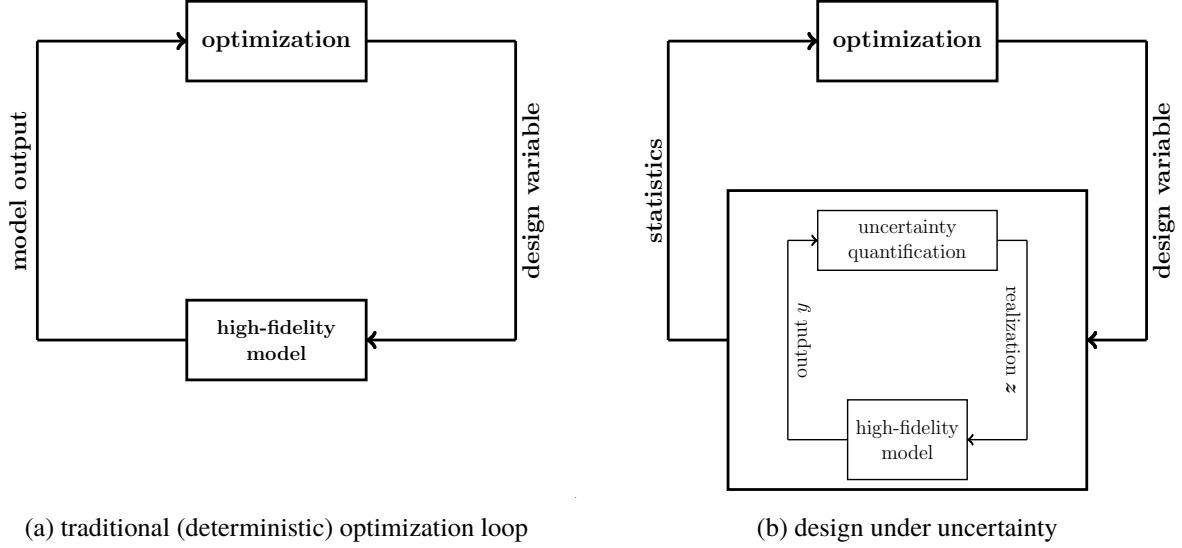 optimization
model output
design variable
high-fidelity
model
(a) traditional (deterministic) optimization loop
optimization
statistics
design variable
uncertainty
quantification
output y
realization z
high-fidelity
model
(b) design under uncertainty